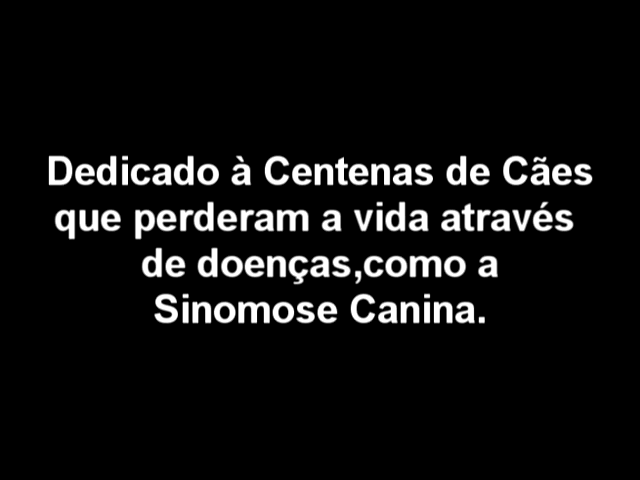 Dedicado à Centenas de Cães
que perderam a vida através
de doenças,como a
Sinomose Canina.